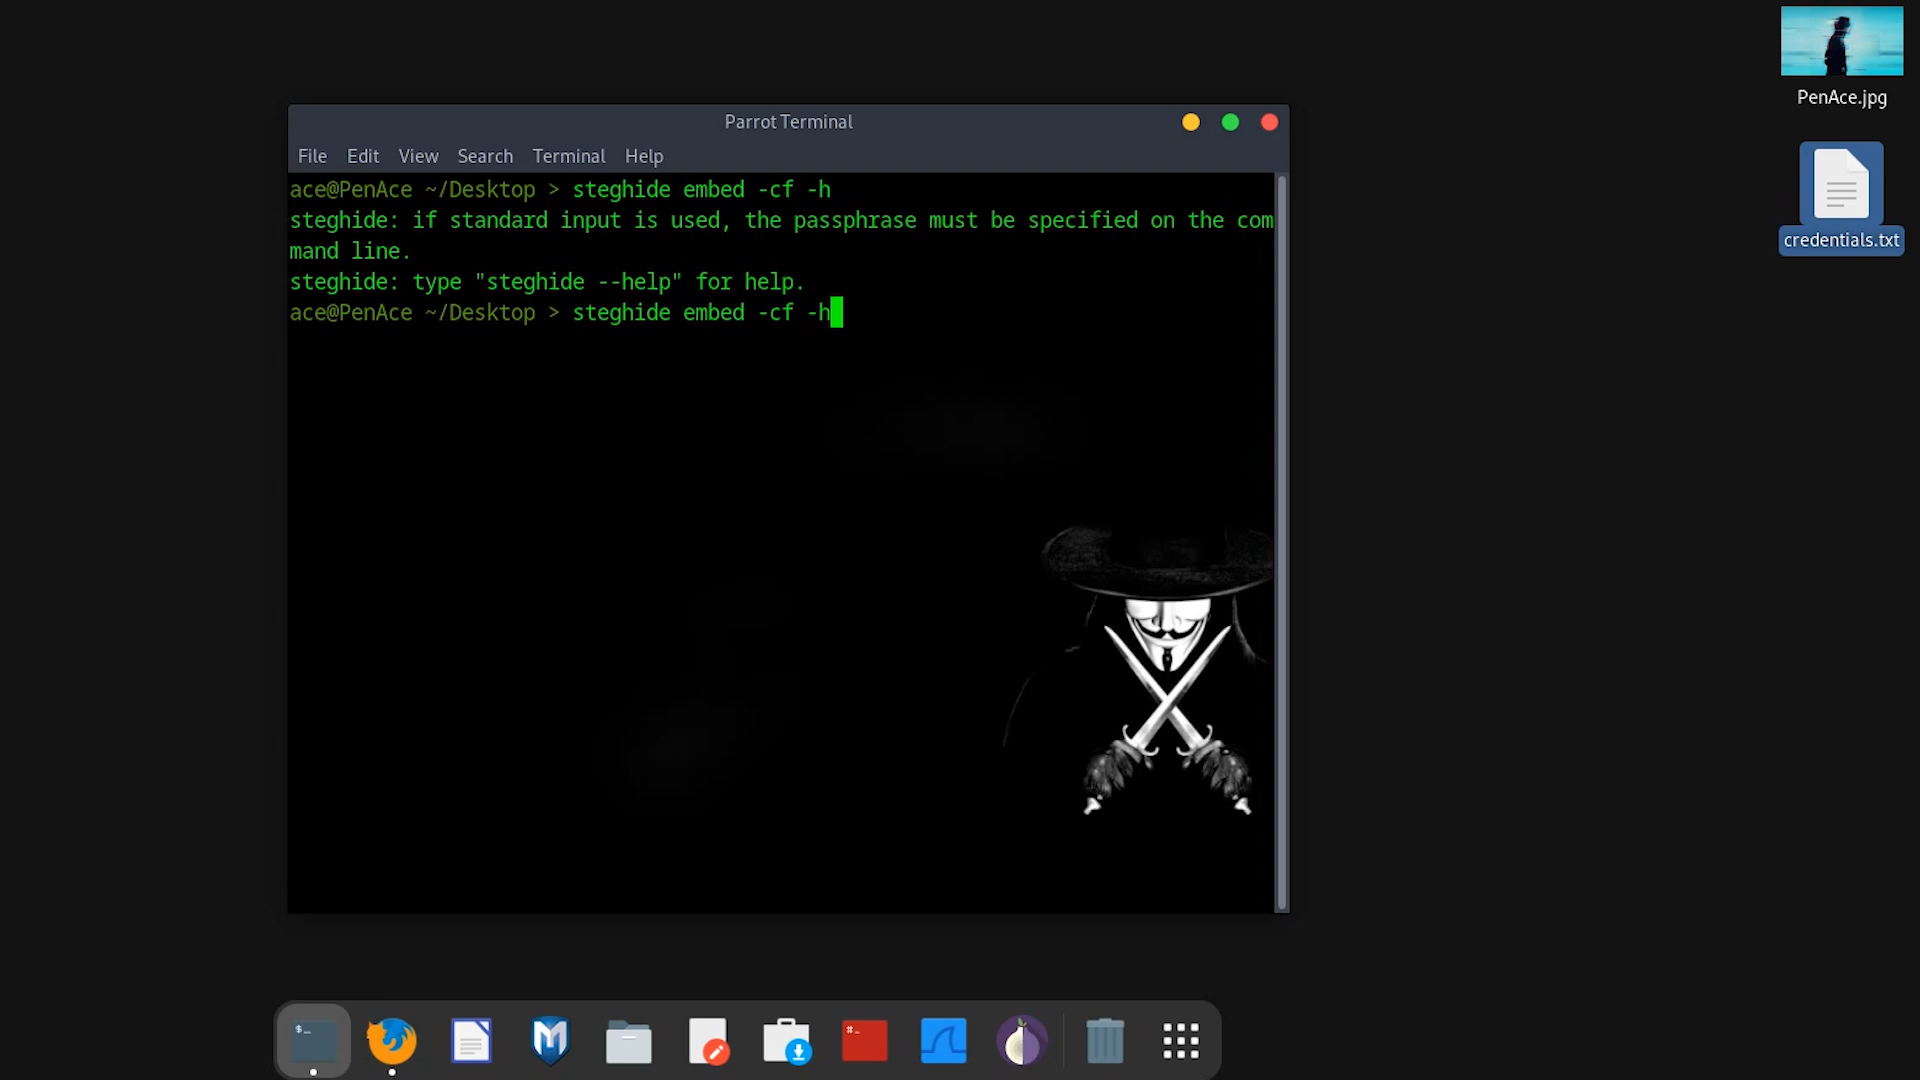 PenAce.jpg
credentials.txt
Parrot Terminal
File Edit View Search Terminal Help
ace@PenAce ~/Desktop > steghide embed -cf -h
steghide: if standard input is used, the passphrase must be specified on the com
mand line.
steghide: type "steghide --help" for help.
ace@PenAce ~/Desktop > steghide embed -cf -h
$_
#_